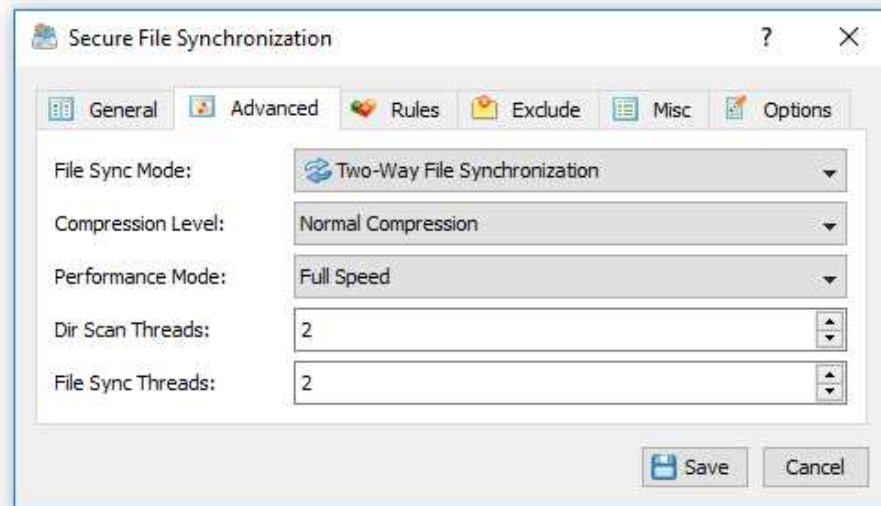 Secure File Synchronization
General Advanced Rules Exclude Misc Options
File Sync Mode: Two-Way File Synchronization
Compression Level: Normal Compression
Performance Mode: Full Speed
Dir Scan Threads: 2
File Sync Threads: 2
Save Cancel